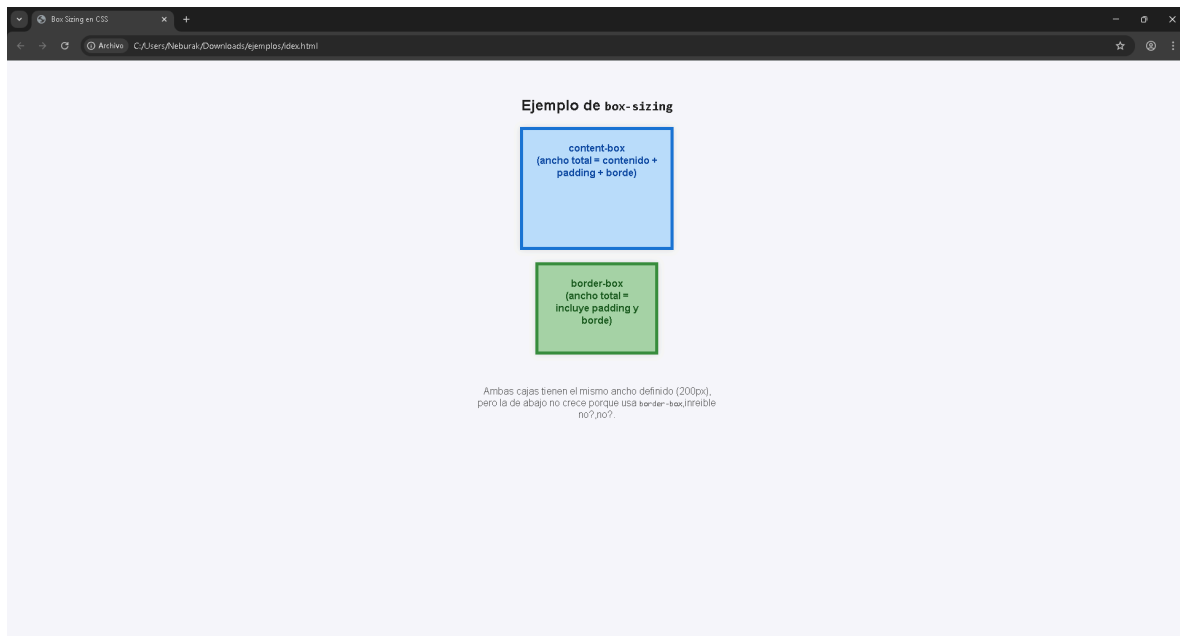 Box Sizing en CSS
Archivo C:/Users/Neburak/Downloads/ejemplos/idex.html
Ejemplo de box-sizing
content-box
(ancho total = contenido +
padding + borde)
border-box
(ancho total =
incluye padding y
borde)
Ambas cajas tienen el mismo ancho definido (200px),
pero la de abajo no crece porque usa border-box,inreible
no?,no?.